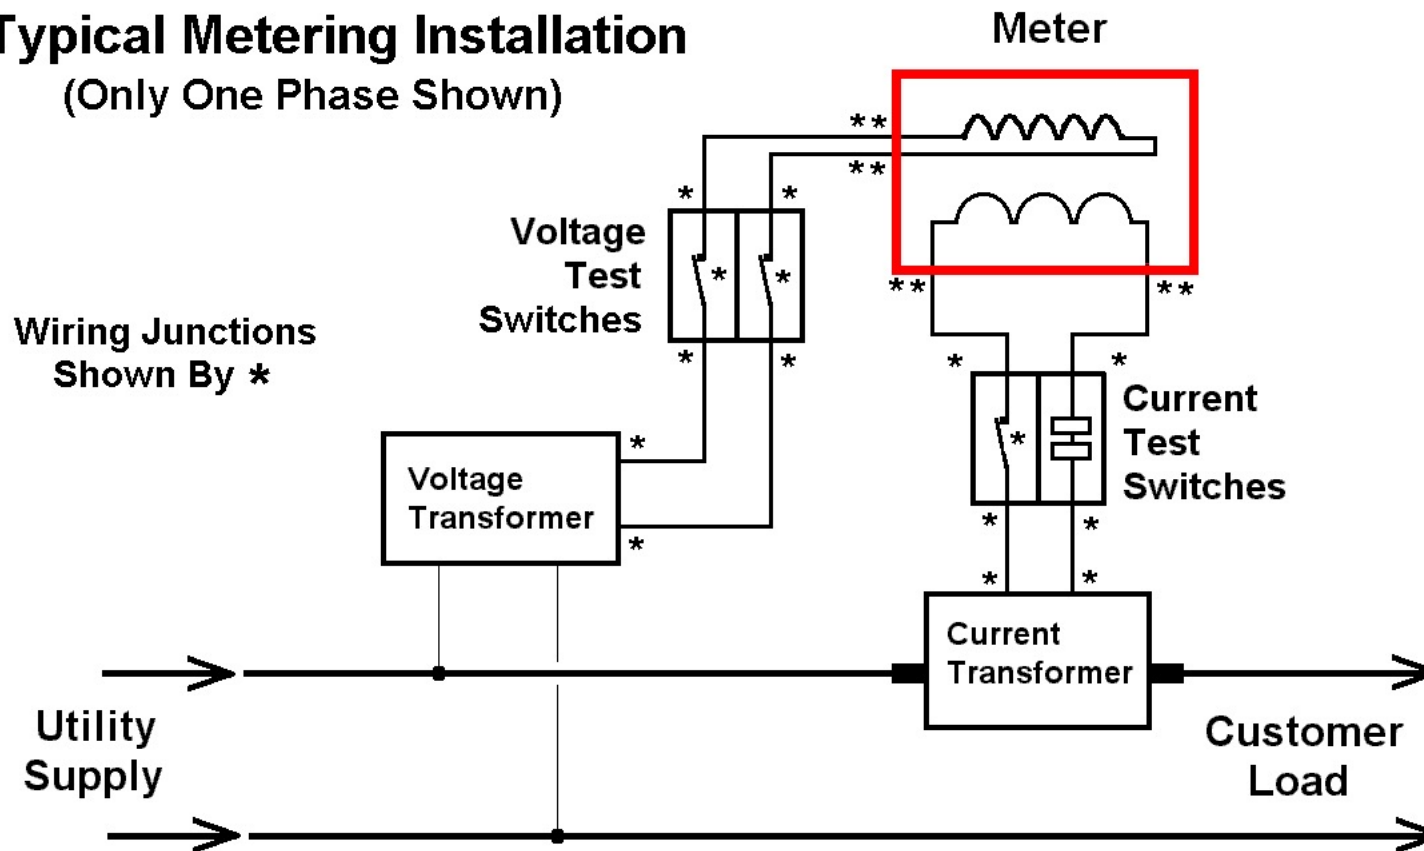 Typical Metering Installation
(Only One Phase Shown)
Meter
**
**
*
*
Voltage
Test
Switches
*
*
**
**
Wiring Junctions
Shown By *
*
*
*
*
Current
Test
Switches
*
*
*
Voltage
Transformer
*
*
*
*
*
Current
Transformer
Utility
Supply
Customer
Load